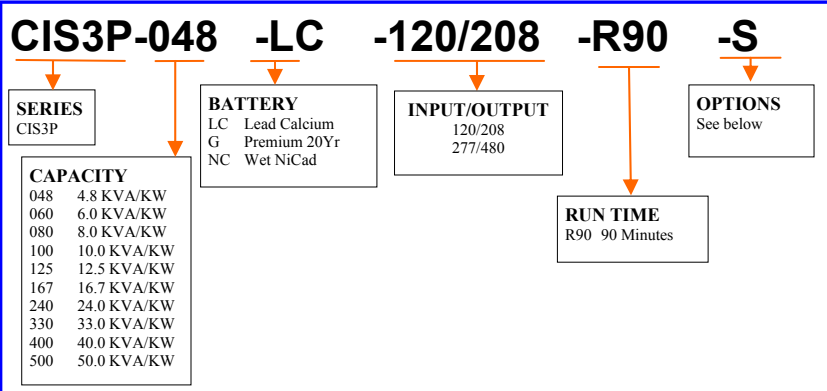 CIS3P-048 -LC -120/208 -R90 -S
SERIES
CIS3P
BATTERY
LC Lead Calcium
G Premium 20Yr
NC Wet NiCad
INPUT/OUTPUT
120/208
277/480
OPTIONS
See below
CAPACITY
048 4.8 KVA/KW
060 6.0 KVA/KW
080 8.0 KVA/KW
100 10.0 KVA/KW
125 12.5 KVA/KW
167 16.7 KVA/KW
240 24.0 KVA/KW
330 33.0 KVA/KW
400 40.0 KVA/KW
500 50.0 KVA/KW
RUN TIME
R90 90 Minutes